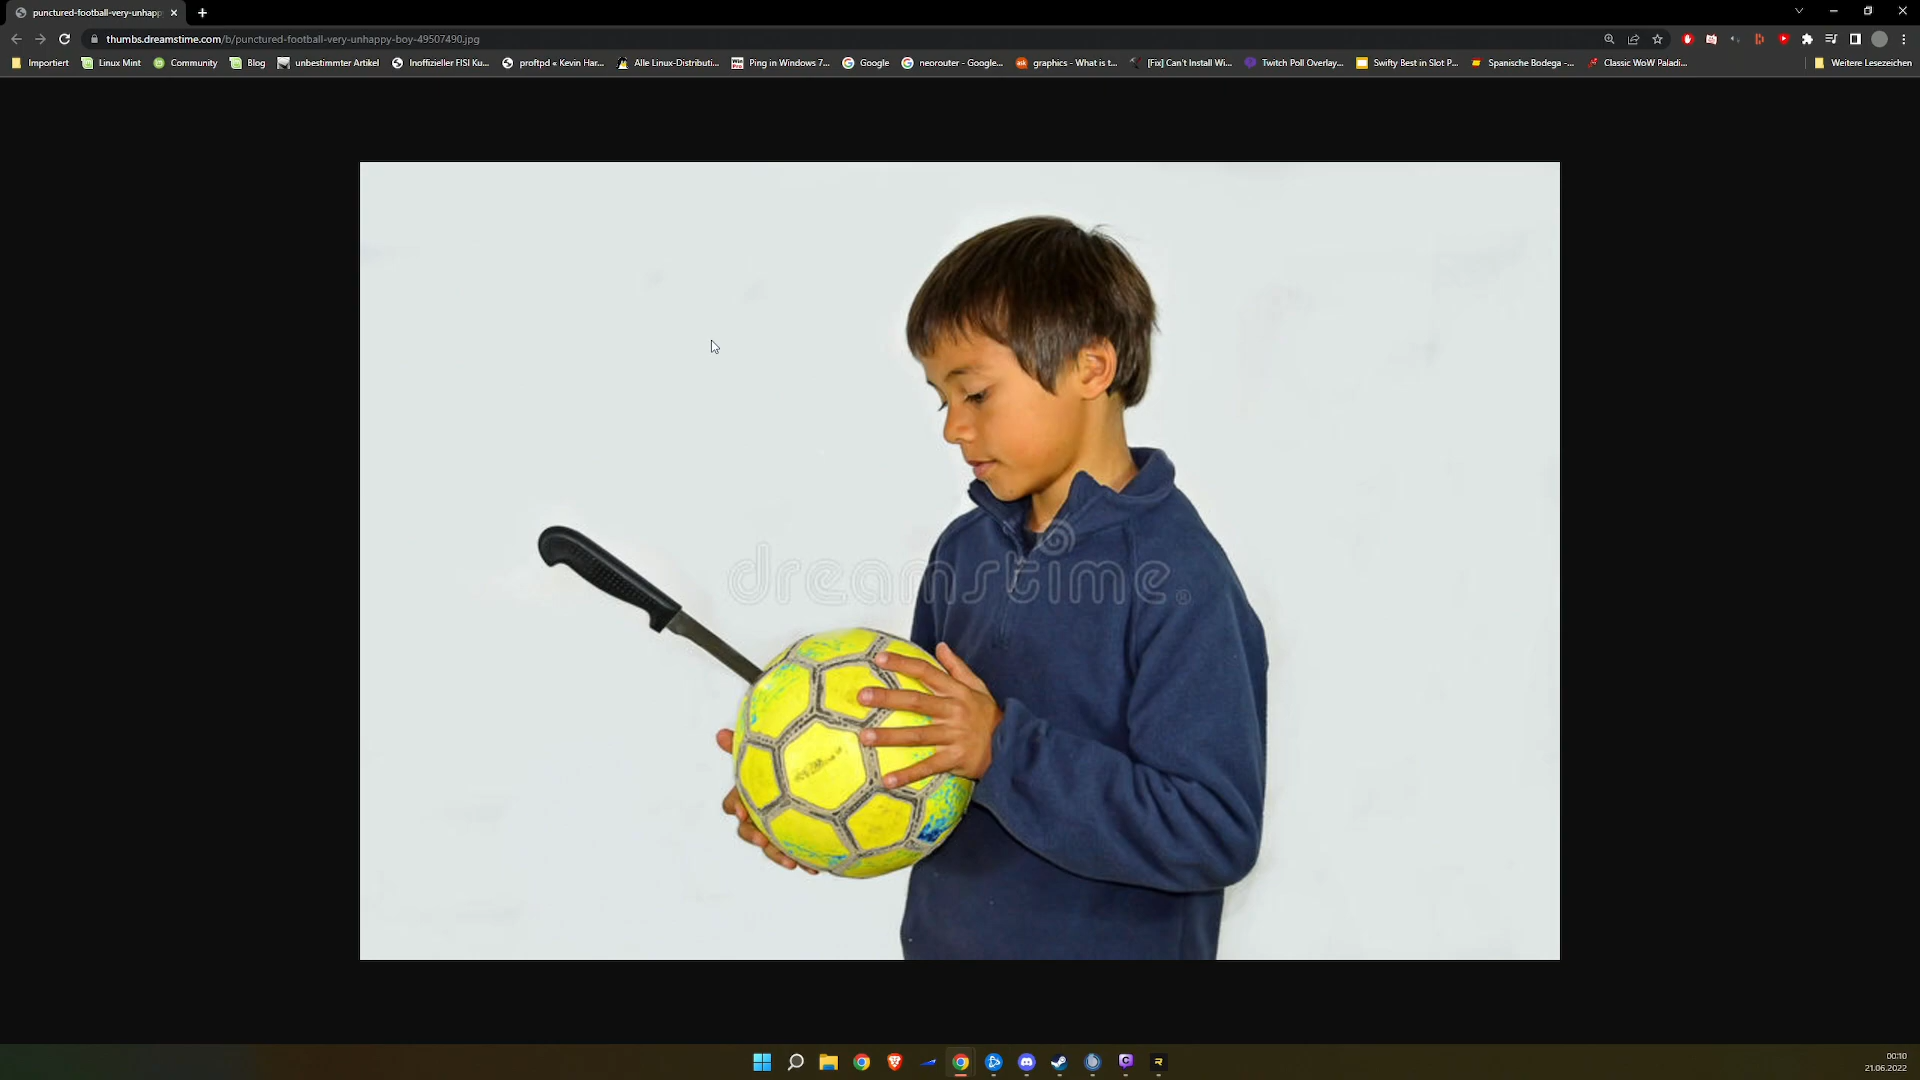 punctured-football-very-unhapp
thumbs.dreamstime.com/b/punctured-football-very-unhappy-boy-49507490.jpg
Importiert
Linux Mint
Community
Blog
unbestimmter Artikel
Inoffizieller FISI Ku...
proftpd « Kevin Har...
Alle Linux-Distributi...
Ping in Windows 7...
Google
neorouter - Google...
graphics - What is t...
[Fix] Can't Install Wi...
Twitch Poll Overlay...
Swifty Best in Slot P...
Spanische Bodega -...
Classic WoW Paladi...
Weitere Lesezeichen
dreamstime®
00:10
21.06.2022